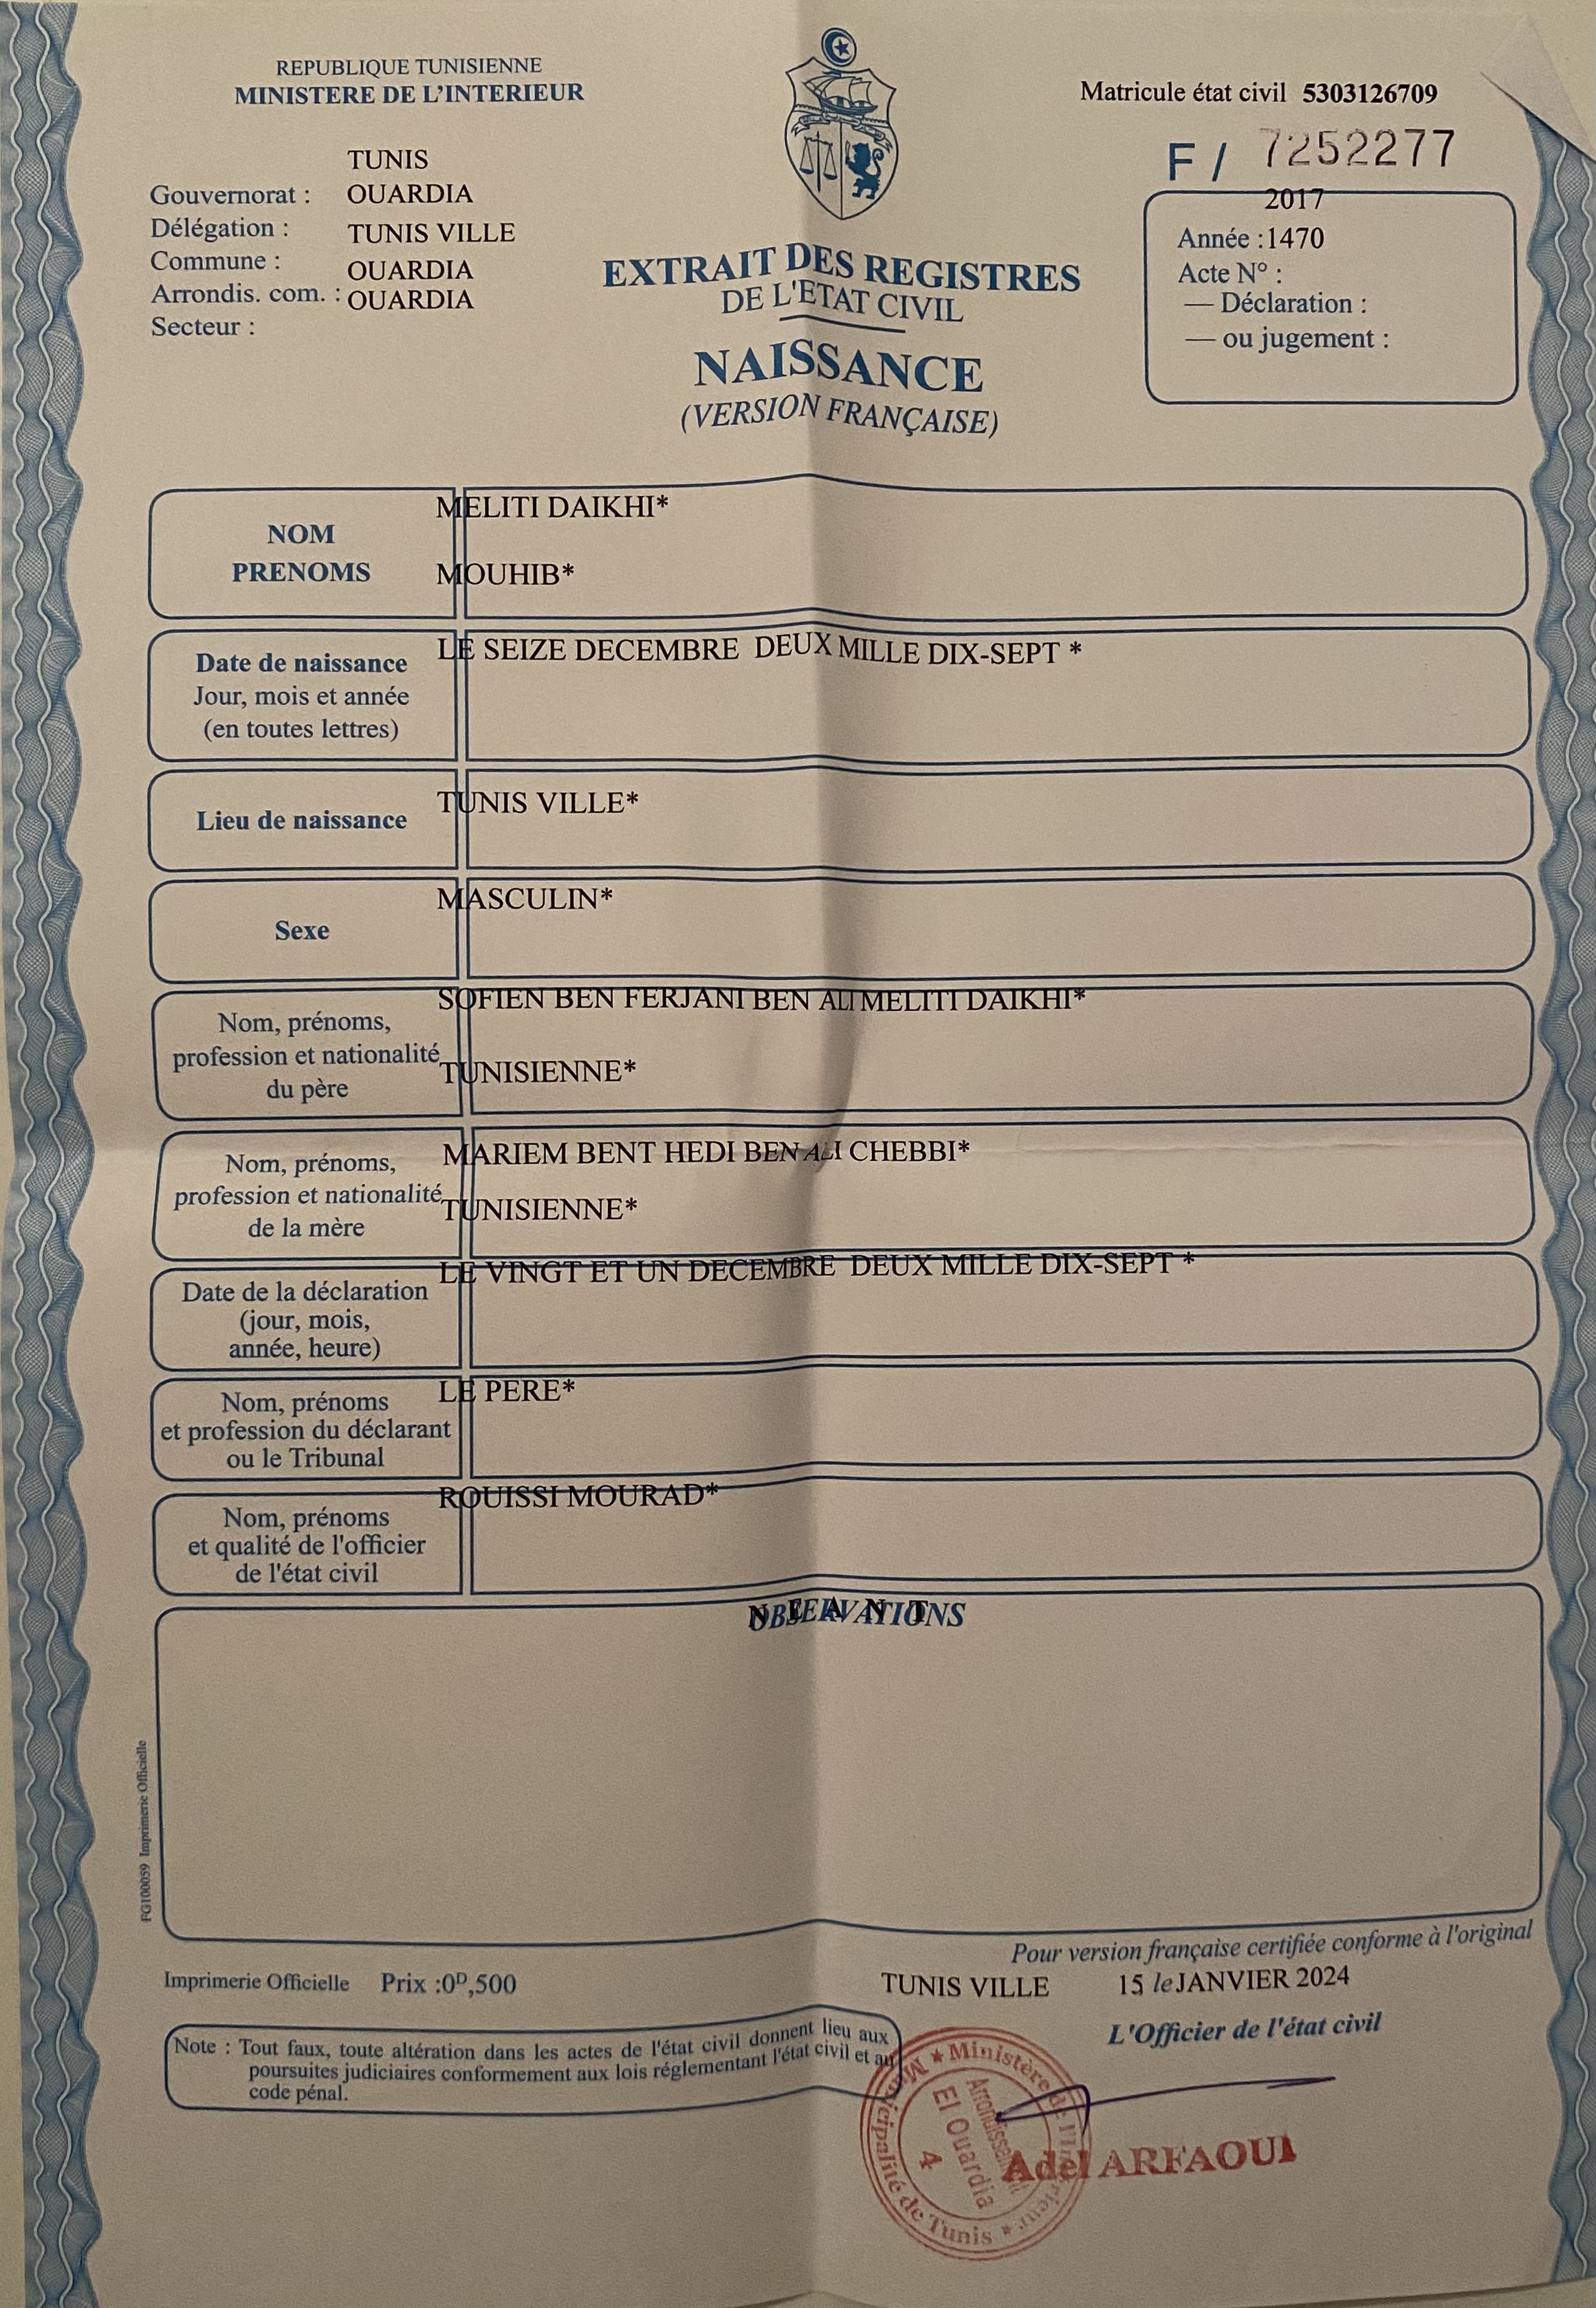 REPUBLIQUE TUNISIENNE
MINISTERE DE L'INTERIEUR
Matricule état civil 5303126709
F / 7252277
TUNIS
Gouvernorat : OUARDIA
Délégation : TUNIS VILLE
Commune : OUARDIA
Arrondis. com. : OUARDIA
Secteur :
2017
Année :1470
Acte N° :
— Déclaration :
— ou jugement :
EXTRAIT DES REGISTRES
DE L'ETAT CIVIL
NAISSANCE
(VERSION FRANÇAISE)
NOM
PRENOMS
MELITI DAIKHI*
MOUHIB*
Date de naissance
Jour, mois et année
(en toutes lettres)
LE SEIZE DECEMBRE DEUX MILLE DIX-SEPT *
Lieu de naissance
TUNIS VILLE*
Sexe
MASCULIN*
Nom, prénoms,
profession et nationalité
du père
SOFIEN BEN FERJANI BEN ALI MELITI DAIKHI*
TUNISIENNE*
Nom, prénoms,
profession et nationalité
de la mère
MARIEM BENT HEDI BEN ALI CHEBBI*
TUNISIENNE*
Date de la déclaration
(jour, mois,
année, heure)
LE VINGT ET UN DECEMBRE DEUX MILLE DIX-SEPT *
Nom, prénoms
et profession du déclarant
ou le Tribunal
LE PERE*
Nom, prénoms
et qualité de l'officier
de l'état civil
ROUISSI MOURAD*
OBSERVATIONS
N E A N T
FG100059 Imprimerie Officielle
Pour version française certifiée conforme à l'original
Imprimerie Officielle Prix :0ᴰ,500
TUNIS VILLE 15 le JANVIER 2024
L'Officier de l'état civil
Note : Tout faux, toute altération dans les actes de l'état civil donnent lieu aux
poursuites judiciaires conformement aux lois réglementant l'état civil et au
code pénal.
★ Ministère de l'Intérieur ★
Municipalité de Tunis
Arrondissement
El Ouardia
4
Adel ARFAOUI